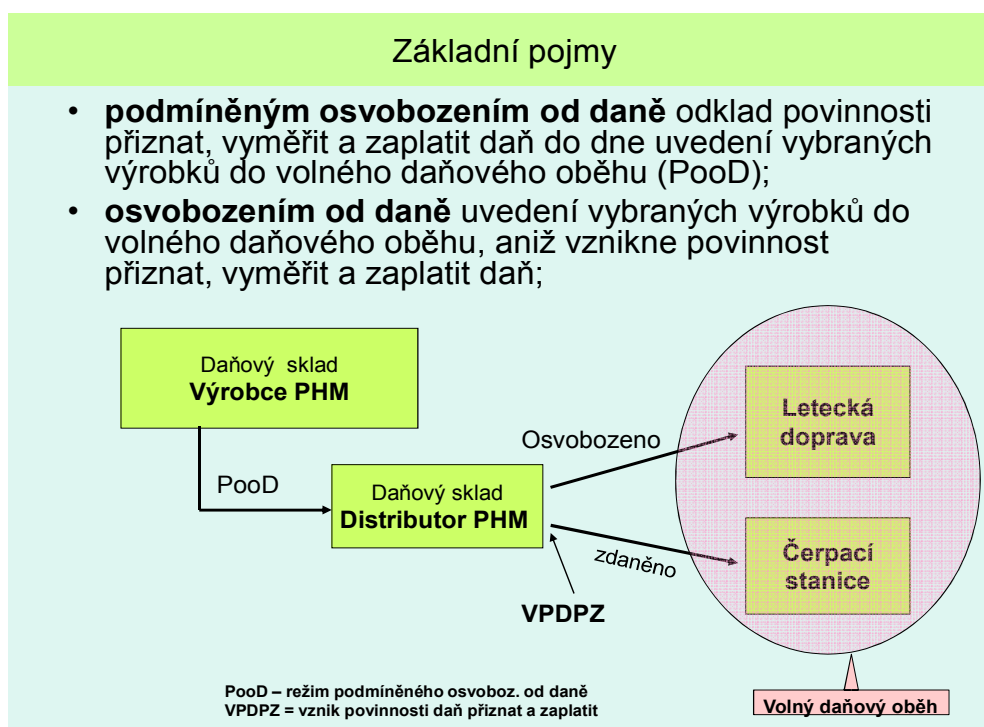 Základní pojmy
• podmíněným osvobozením od daně odklad povinnosti
přiznat, vyměřit a zaplatit daň do dne uvedení vybraných
výrobků do volného daňového oběhu (PooD);
• osvobozením od daně uvedení vybraných výrobků do
volného daňového oběhu, aniž vznikne povinnost
přiznat, vyměřit a zaplatit daň;
Daňový sklad
Výrobce PHM
PooD
Daňový sklad
Distributor PHM
Osvobozeno
zdaněno
VPDPZ
Letecká
doprava
Čerpací
stanice
PooD – režim podmíněného osvoboz. od daně
VPDPZ = vznik povinnosti daň přiznat a zaplatit
Volný daňový oběh